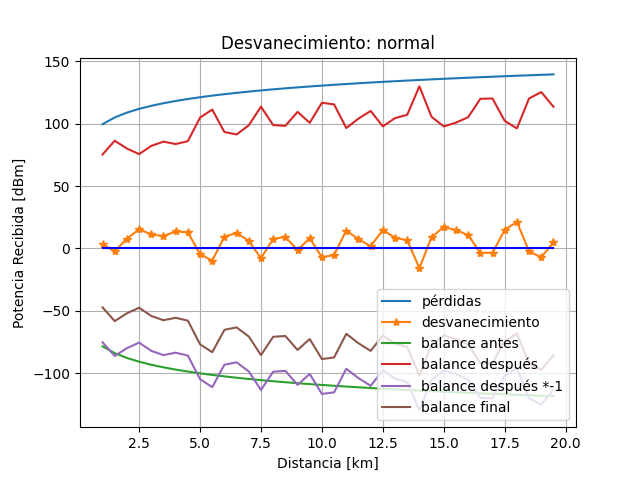 Desvanecimiento: normal
150
100
50
0
−50
−100
Potencia Recibida [dBm]
pérdidas
desvanecimiento
balance antes
balance después
balance después *-1
balance final
2.5 5.0 7.5 10.0 12.5 15.0 17.5 20.0
Distancia [km]